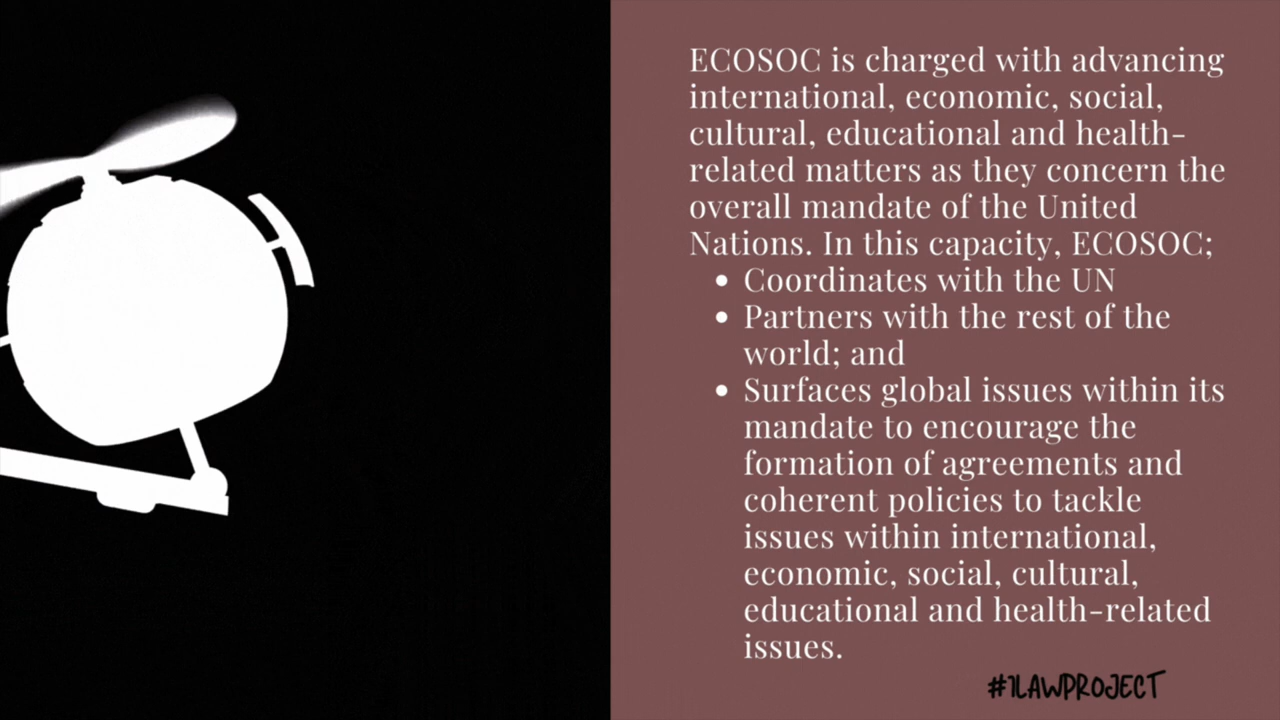 ECOSOC is charged with advancing
international, economic, social,
cultural, educational and health-
related matters as they concern the
overall mandate of the United
Nations. In this capacity, ECOSOC;
• Coordinates with the UN
• Partners with the rest of the
world; and
• Surfaces global issues within its
mandate to encourage the
formation of agreements and
coherent policies to tackle
issues within international,
economic, social, cultural,
educational and health-related
issues.
#1LAWPROJECT